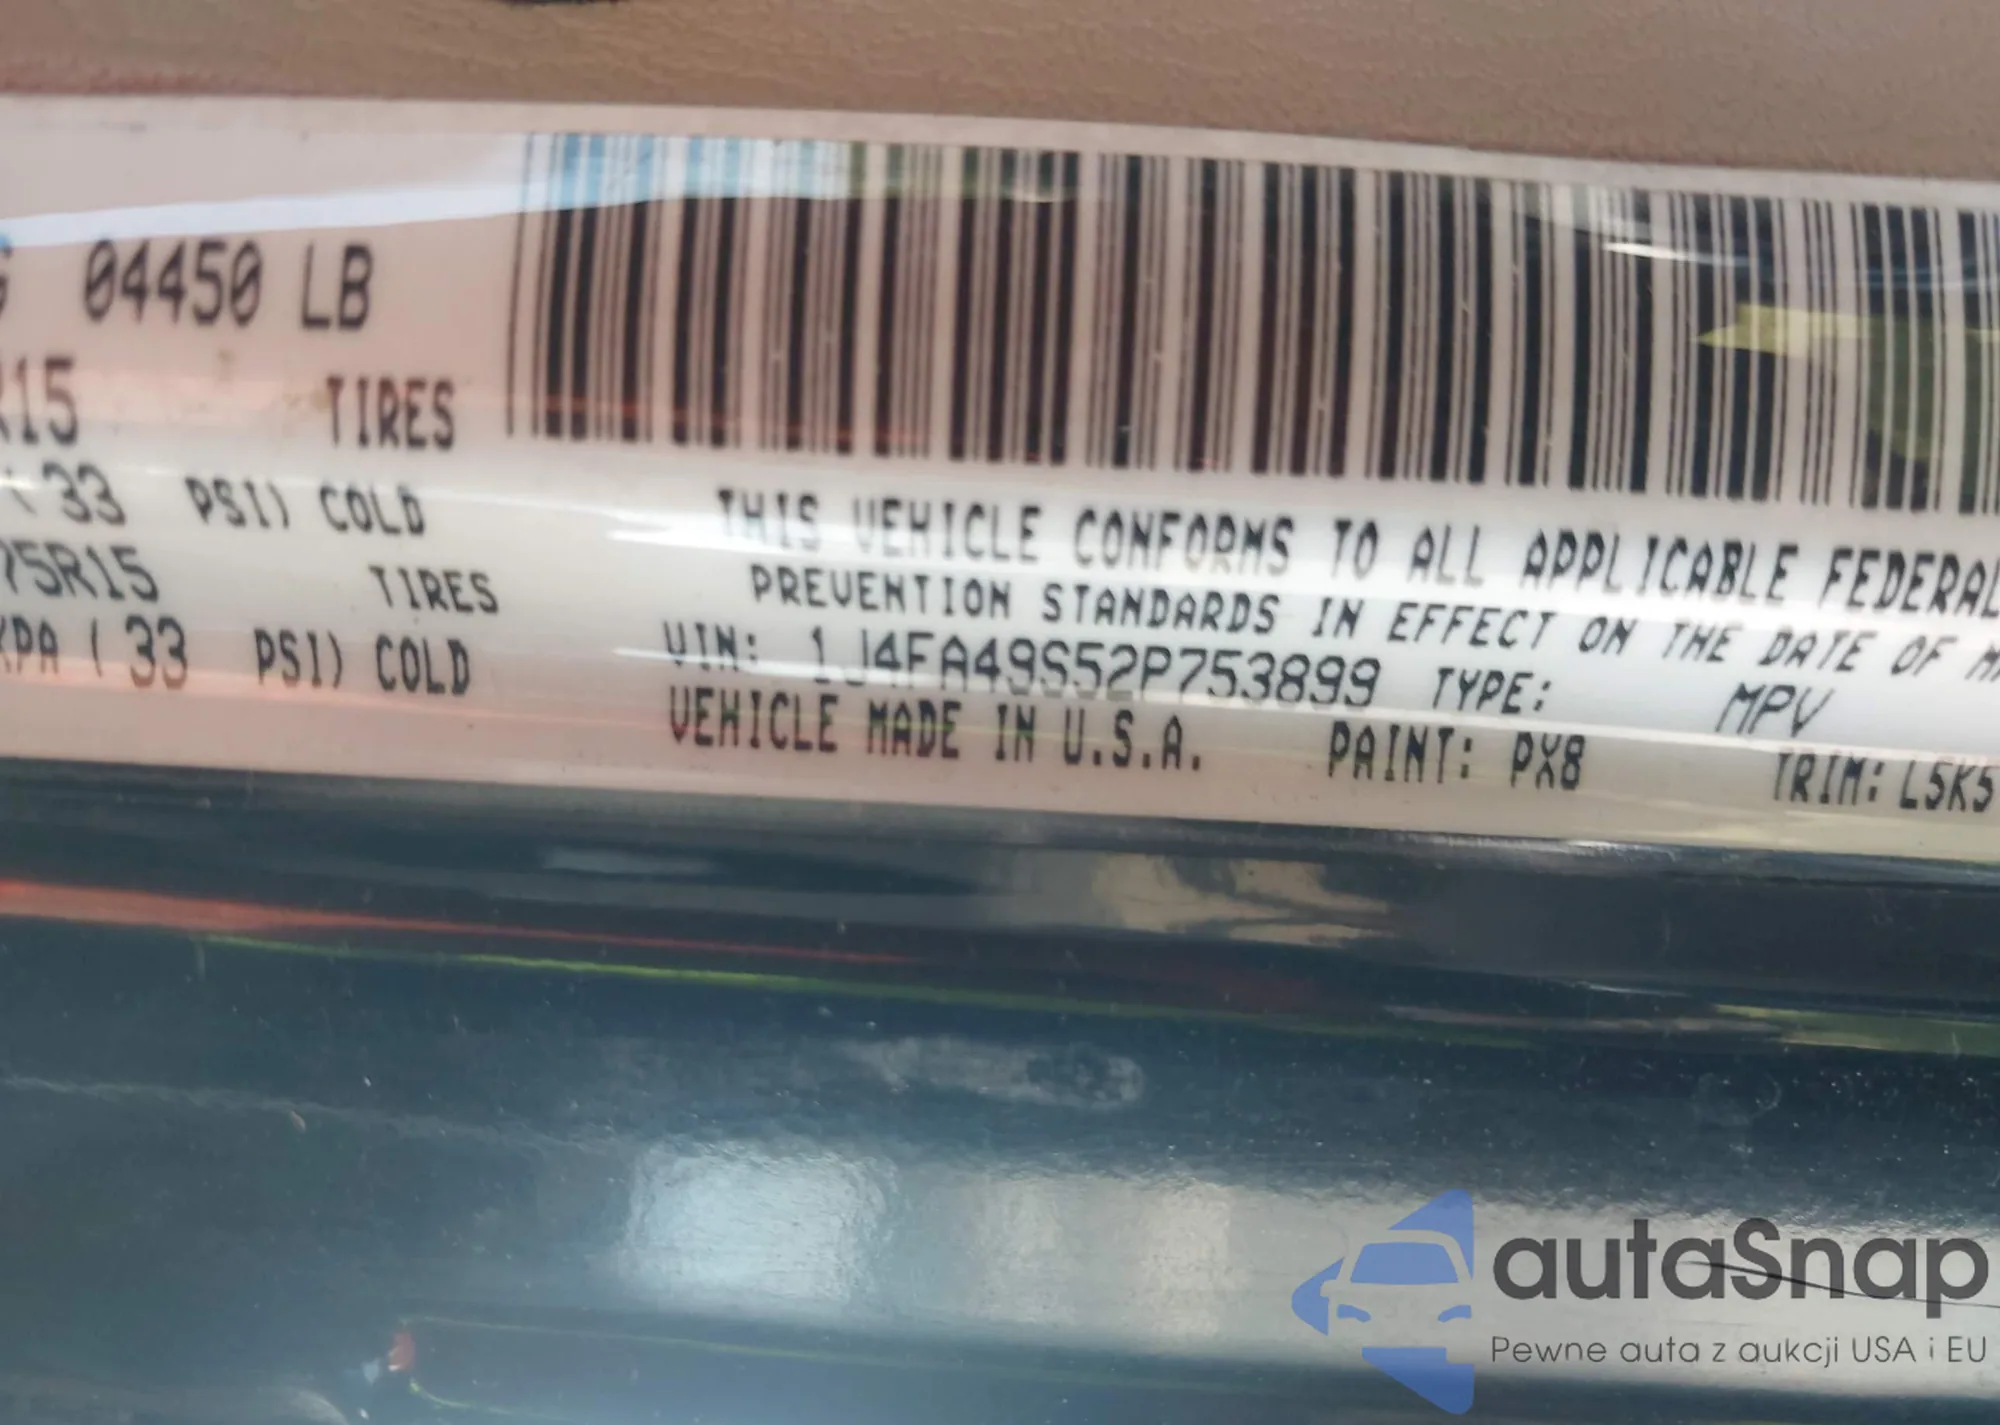 04450 LB
R15 TIRES
( 33 PSI) COLD
75R15 TIRES
KPA ( 33 PSI) COLD
THIS VEHICLE CONFORMS TO ALL APPLICABLE FEDERAL
PREVENTION STANDARDS IN EFFECT ON THE DATE OF
VIN: 1J4FA49S52P753899 TYPE: MPV
VEHICLE MADE IN U.S.A. PAINT: PX8 TRIM: L5K5
autaSnap
Pewne auta z aukcji USA i EU